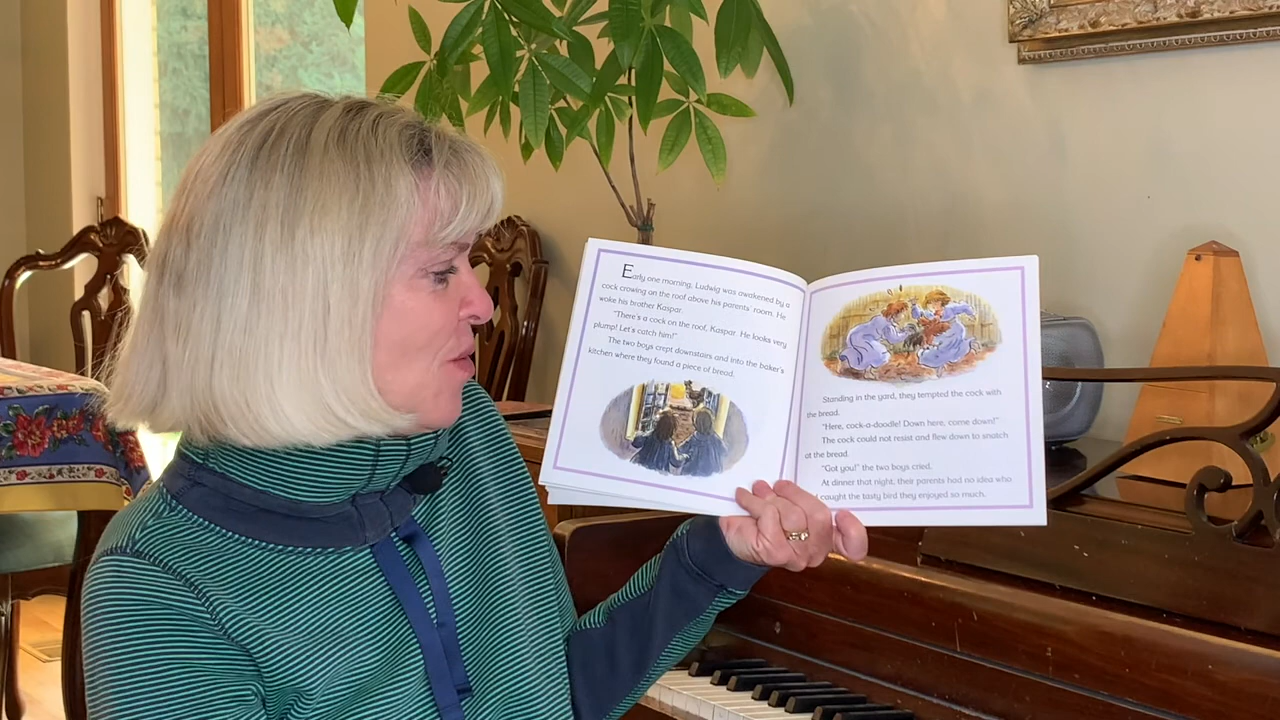 Early one morning, Ludwig was awakened by a
cock crowing on the roof above his parents' room. He
woke his brother Kaspar.
"There's a cock on the roof, Kaspar. He looks very
plump! Let's catch him!"
The two boys crept downstairs and into the baker's
kitchen where they found a piece of bread.
Standing in the yard, they tempted the cock with
the bread.
"Here, cock-a-doodle! Down here, come down!"
The cock could not resist and flew down to snatch
at the bread.
"Got you!" the two boys cried.
At dinner that night, their parents had no idea who
caught the tasty bird they enjoyed so much.